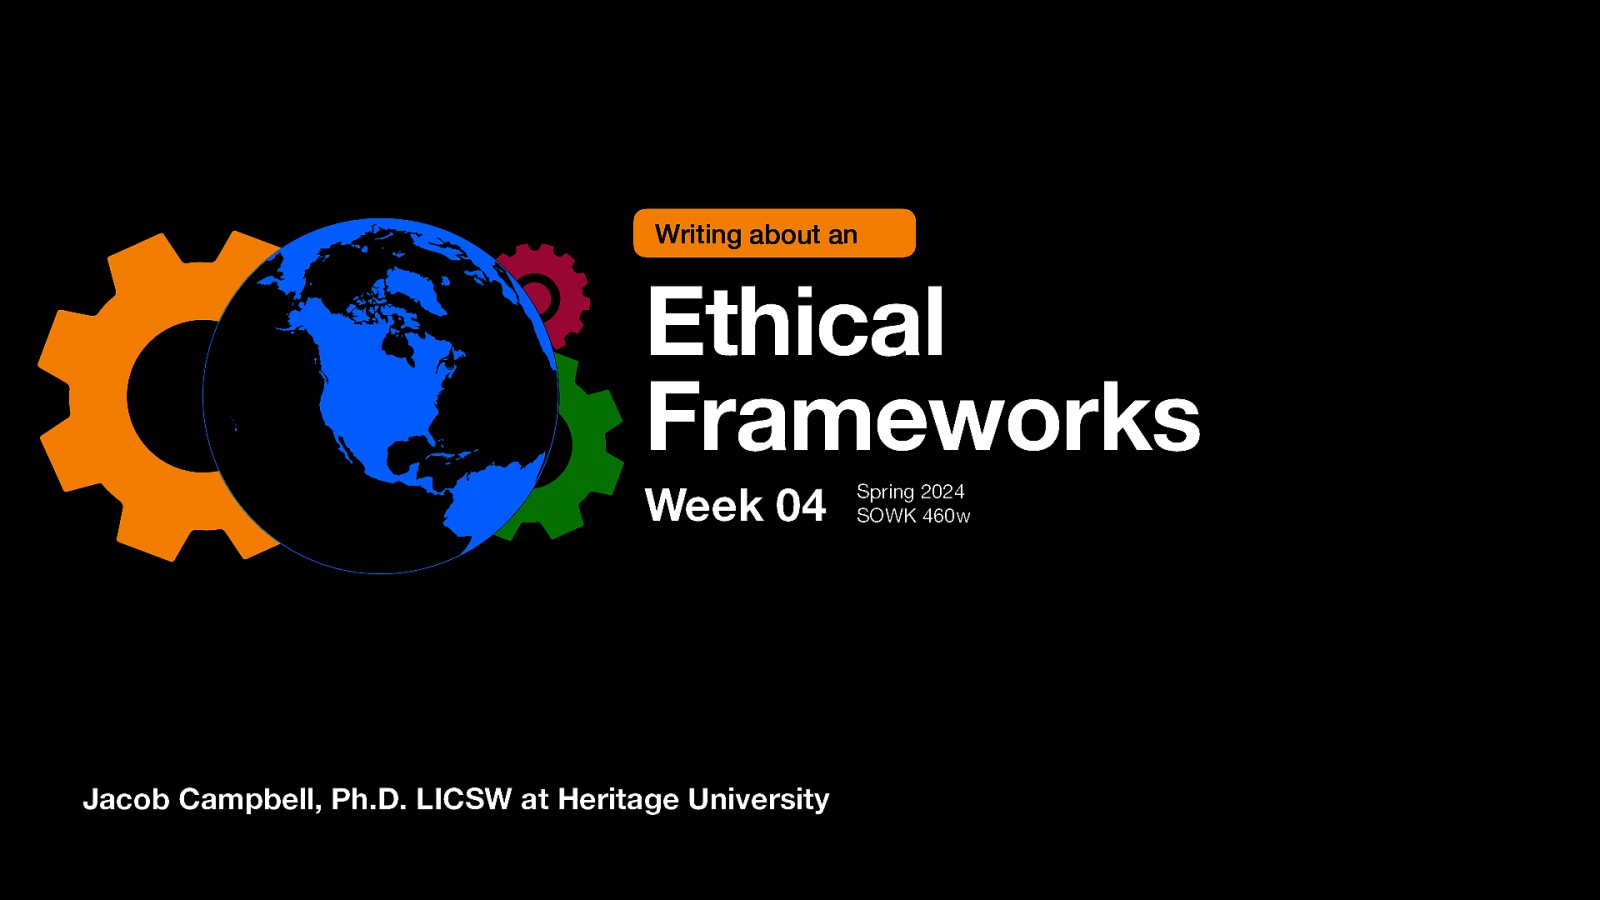 Writing about an
Ethical
Frameworks
Week 04
Spring 2024
SOWK 460w
Jacob Campbell, Ph.D. LICSW at Heritage University